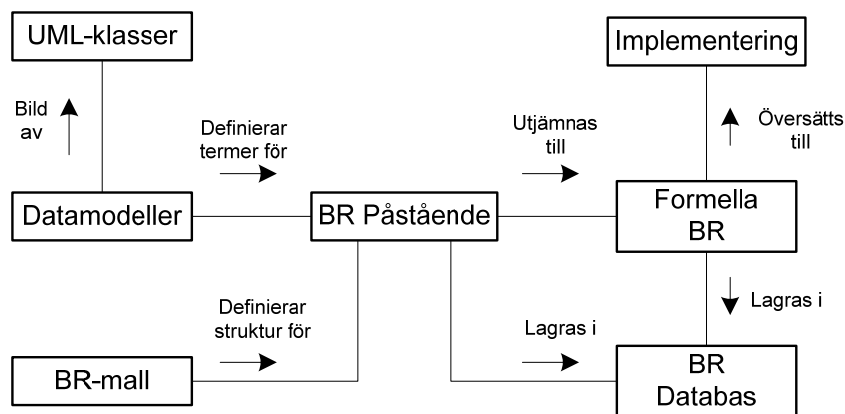 UML-klasser
Implementering
Bild
av
Definierar
termer för
Utjämnas
till
Översätts
till
Datamodeller
BR Påstående
Formella
BR
Definierar
struktur för
Lagras i
Lagras i
BR-mall
BR
Databas